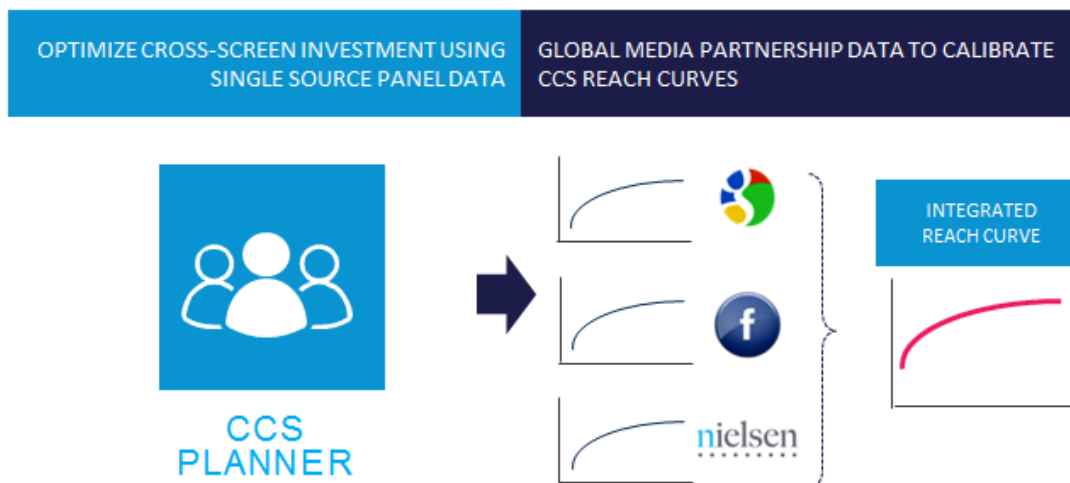 OPTIMIZE CROSS-SCREEN INVESTMENT USING
SINGLE SOURCE PANEL DATA
GLOBAL MEDIA PARTNERSHIP DATA TO CALIBRATE
CCS REACH CURVES
CCS
PLANNER
f
nielsen
INTEGRATED
REACH CURVE